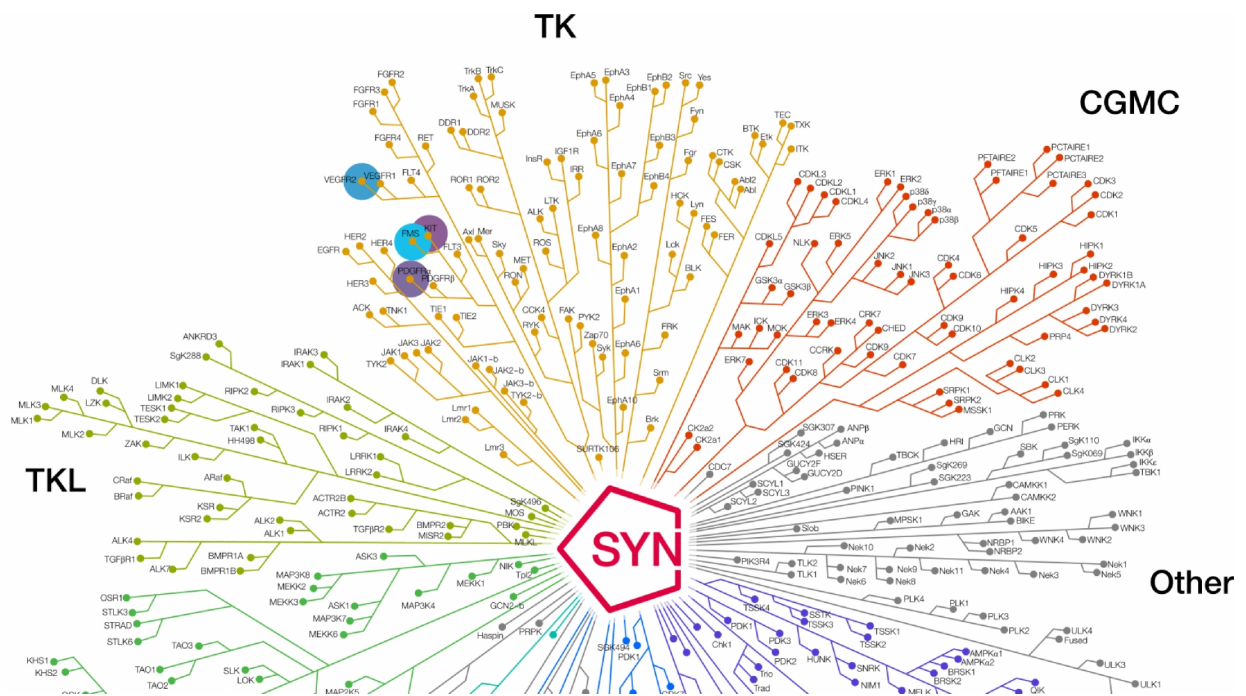 TK
CGMC
TKL
Other
SYN
FGFR2
TrkB
TrkC
FGFR3
TrkA
FGFR1
MUSK
DDR1
DDR2
FGFR4
RET
VEGFR2
VEGFR1
FLT4
ROR1
ROR2
InsR
IGF1R
IRR
LTK
ALK
ROS
HER2
EGFR
HER4
HER3
FMS
KIT
FLT3
PDGFRα
PDGFRβ
Axl
Mer
Sky
MET
RON
ACK
TNK1
TIE1
TIE2
CCK4
RYK
JAK1
JAK3
JAK2
TYK2
JAK1~b
JAK2~b
JAK3~b
TYK2~b
Lmr1
Lmr2
Lmr3
FAK
PYK2
Zap70
Syk
SURTK106
EphA5
EphA3
EphA4
EphA6
EphA7
EphA8
EphA2
EphA1
EphA6
EphA10
EphB2
EphB1
EphB3
EphB4
Src
Yes
Fyn
Fgr
HCK
Lyn
Lck
BLK
FRK
Srm
Brk
CTK
CSK
Abl2
Abl
FES
FER
TEC
TXK
BTK
Etk
ITK
CDKL3
CDKL2
CDKL1
CDKL4
CDKL5
ERK1
ERK2
p38δ
p38γ
p38α
p38β
NLK
ERK5
JNK2
JNK1
JNK3
GSK3α
GSK3β
PCTAIRE1
PCTAIRE2
PFTAIRE2
PFTAIRE1
PCTAIRE3
CDK3
CDK2
CDK1
CDK5
CDK4
CDK6
HIPK1
HIPK2
HIPK3
HIPK4
DYRK1B
DYRK1A
DYRK3
DYRK4
DYRK2
PRP4
MAK
ICK
MOK
ERK3
ERK4
ERK7
CRK7
CHED
CCRK
CDK9
CDK9
CDK10
CDK7
CDK11
CDK8
CLK2
CLK3
CLK1
CLK4
SRPK1
SRPK2
MSSK1
CK2a2
CK2a1
CDC7
ANKRD3
SgK288
IRAK3
IRAK1
DLK
MLK4
LZK
MLK3
MLK1
MLK2
LIMK1
LIMK2
TESK1
TESK2
RIPK2
RIPK3
RIPK1
IRAK2
IRAK4
TAK1
HH498
ZAK
ILK
LRRK1
LRRK2
CRaf
BRaf
ARaf
KSR
KSR2
ACTR2B
ACTR2
TGFβR2
BMPR2
MISR2
ALK2
ALK1
ALK4
TGFβR1
ALK7
BMPR1A
BMPR1B
SgK496
MOS
PBK
MLKL
ASK3
NIK
Tpl2
MAP3K8
MEKK2
MEKK3
MEKK1
MAP3K4
GCN2~b
ASK1
MAP3K7
MEKK6
OSR1
STLK3
STRAD
STLK6
TAO3
TAO1
TAO2
SLK
LOK
KHS1
KHS2
MAP2K5
Haspin
PRPK
SGK307
ANPβ
ANPα
SGK424
HSER
GUCY2F
GUCY2D
SCYL1
SCYL3
SCYL2
PRK
PERK
GCN
HRI
TBCK
SBK
SgK110
SgK069
IKKα
IKKβ
IKKε
TBK1
SgK269
SGK223
PINK1
CAMKK1
CAMKK2
Slob
MPSK1
GAK
AAK1
BIKE
WNK1
WNK3
WNK4
WNK2
NRBP1
NRBP2
PIK3R4
TLK2
TLK1
Nek10
Nek2
Nek7
Nek6
Nek9
Nek8
Nek11
Nek4
Nek3
Nek1
Nek5
PLK4
PLK1
PLK3
PLK2
ULK4
Fused
ULK3
ULK1
TSSK4
SSTK
TSSK3
TSSK1
TSSK2
PDK1
Chk1
PDK3
PDK2
HUNK
SNRK
NIM1
Trio
Trad
AMPKα1
AMPKα2
BRSK1
BRSK2
QIK
MELK
SGK494
PDK1